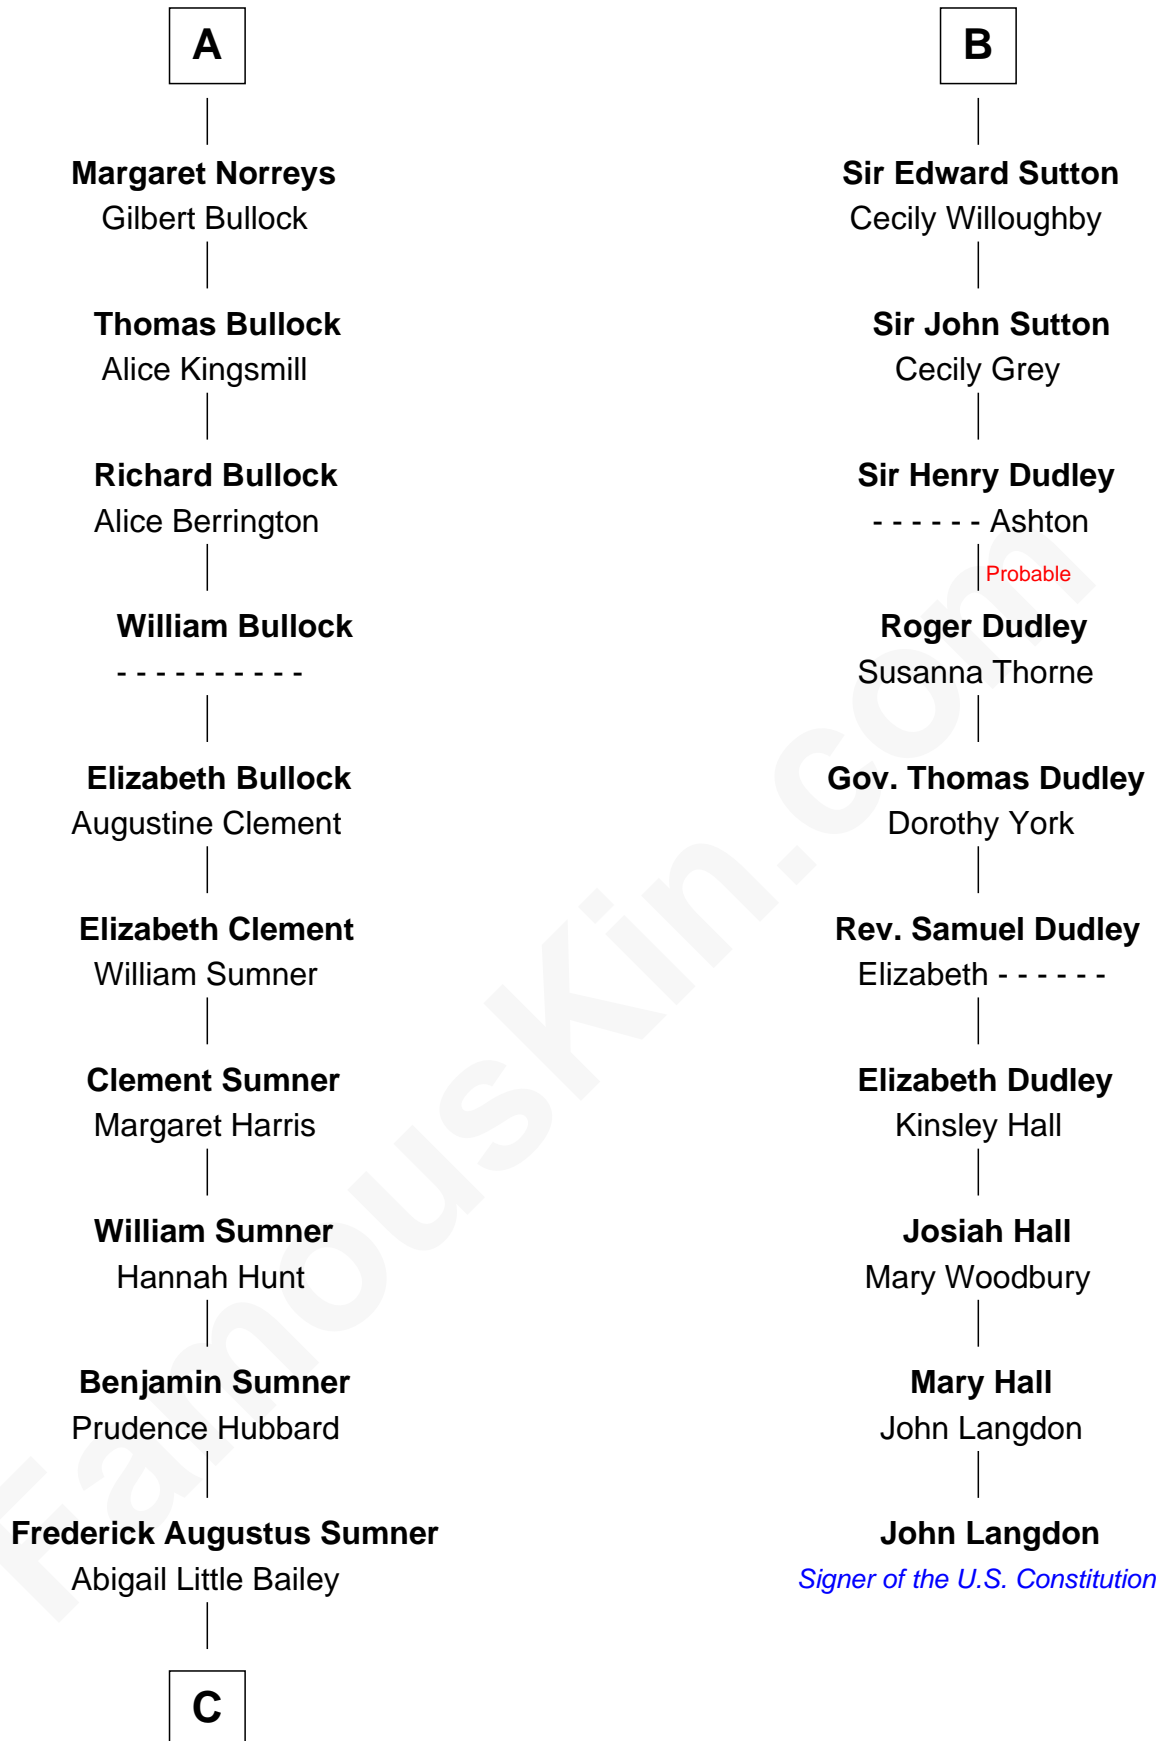 A
Margaret Norreys
Gilbert Bullock
Thomas Bullock
Alice Kingsmill
Richard Bullock
Alice Berrington
William Bullock
- - - - - - - - - -
Elizabeth Bullock
Augustine Clement
Elizabeth Clement
William Sumner
Clement Sumner
Margaret Harris
William Sumner
Hannah Hunt
Benjamin Sumner
Prudence Hubbard
Frederick Augustus Sumner
Abigail Little Bailey
C
B
Sir Edward Sutton
Cecily Willoughby
Sir John Sutton
Cecily Grey
Sir Henry Dudley
- - - - - - Ashton
Probable
Roger Dudley
Susanna Thorne
Gov. Thomas Dudley
Dorothy York
Rev. Samuel Dudley
Elizabeth - - - - - -
Elizabeth Dudley
Kinsley Hall
Josiah Hall
Mary Woodbury
Mary Hall
John Langdon
John Langdon
Signer of the U.S. Constitution
FamousKin.com